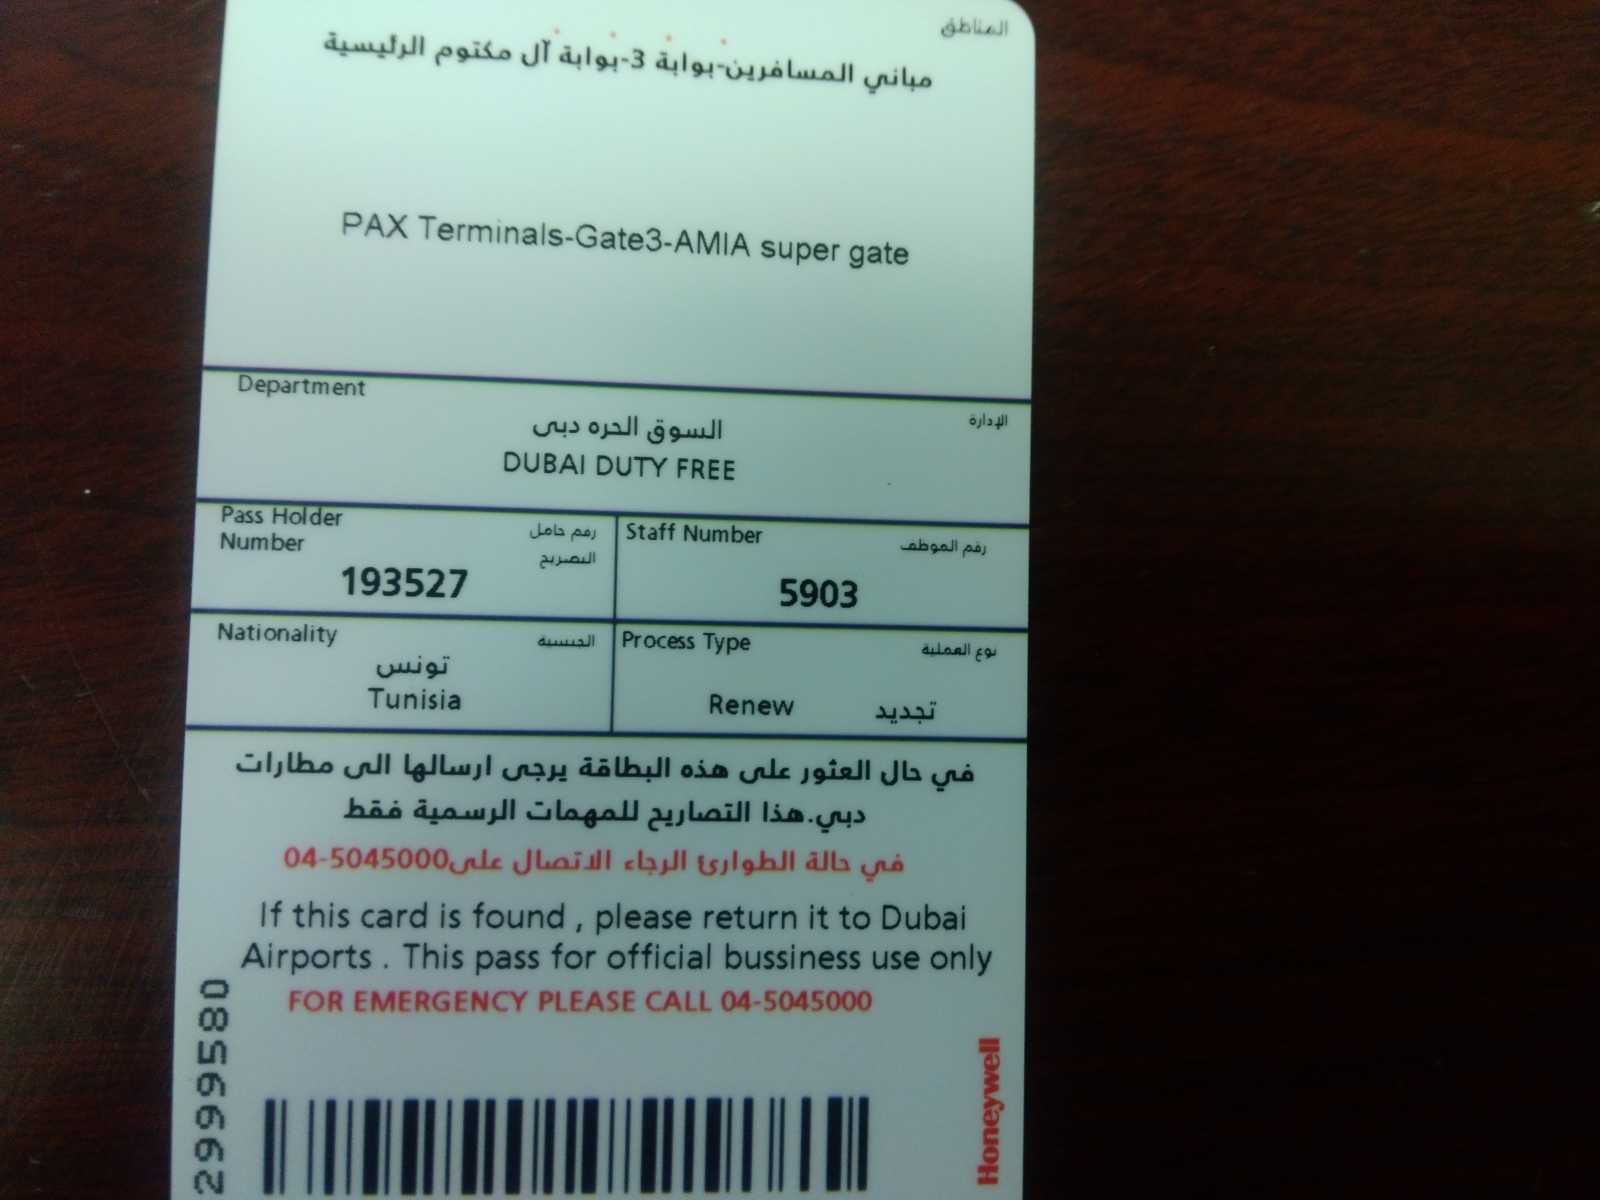 المناطق
مباني المسافرين-بوابة 3-بوابة آل مكتوم الرئيسية
PAX Terminals-Gate3-AMIA super gate
Department
الإدارة
السوق الحره دبى
DUBAI DUTY FREE
Pass Holder Number
رقم حامل التصريح
193527
Staff Number
رقم الموظف
5903
Nationality
الجنسية
تونس
Tunisia
Process Type
نوع العملية
Renew
تجديد
في حال العثور على هذه البطاقة يرجى ارسالها الى مطارات
دبي.هذا التصاريح للمهمات الرسمية فقط
في حالة الطوارئ الرجاء الاتصال على04-5045000
If this card is found , please return it to Dubai
Airports . This pass for official bussiness use only
FOR EMERGENCY PLEASE CALL 04-5045000
29996580
Honeywell